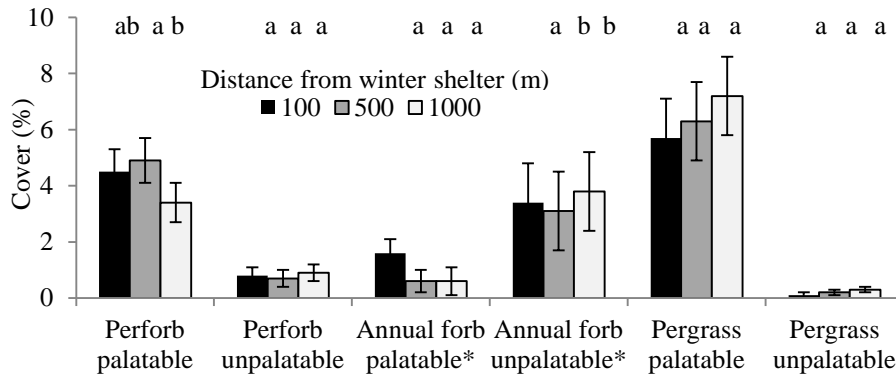 10 ab a b a a a a a a a b b a a a a a a
Distance from winter shelter (m)
8
100 500 1000
6
Cover (%)
4
2
0
Perforb Perforb Annual forb Annual forb Pergrass Pergrass
palatable unpalatable palatable* unpalatable* palatable unpalatable